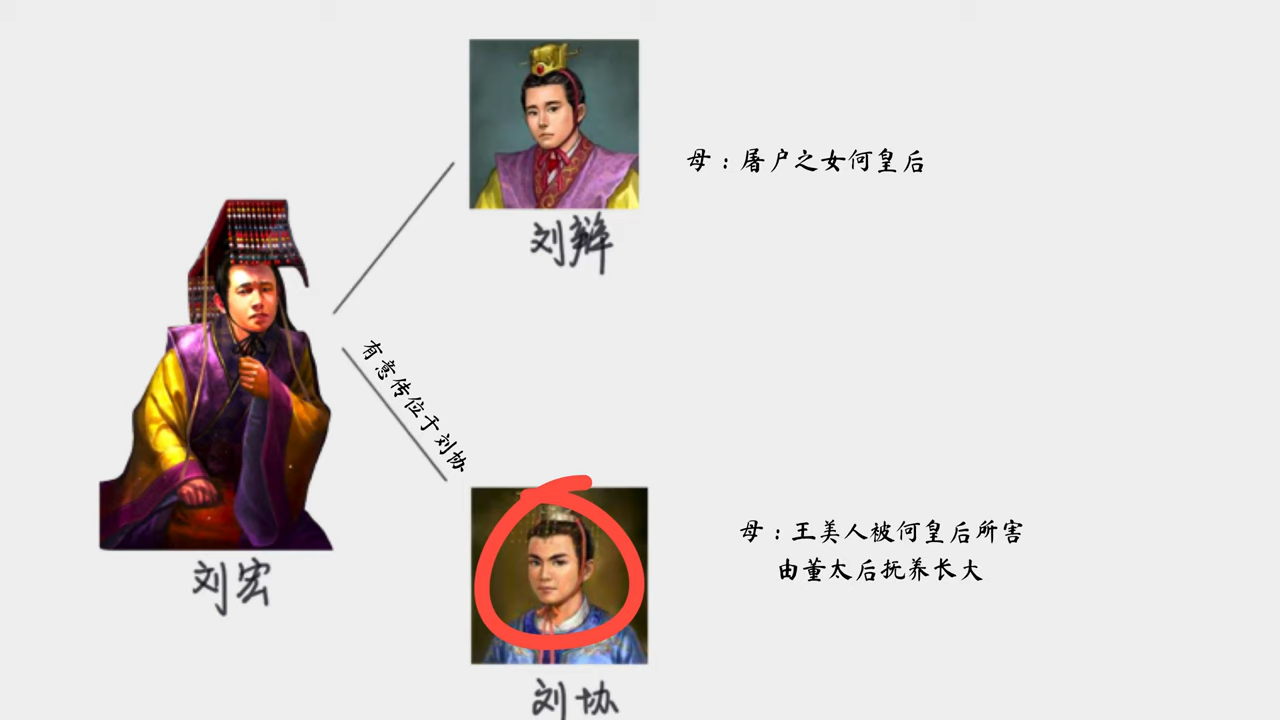 母：屠户之女何皇后
刘辩
有意传位于刘协
刘宏
母：王美人被何皇后所害
由董太后抚养长大
刘协